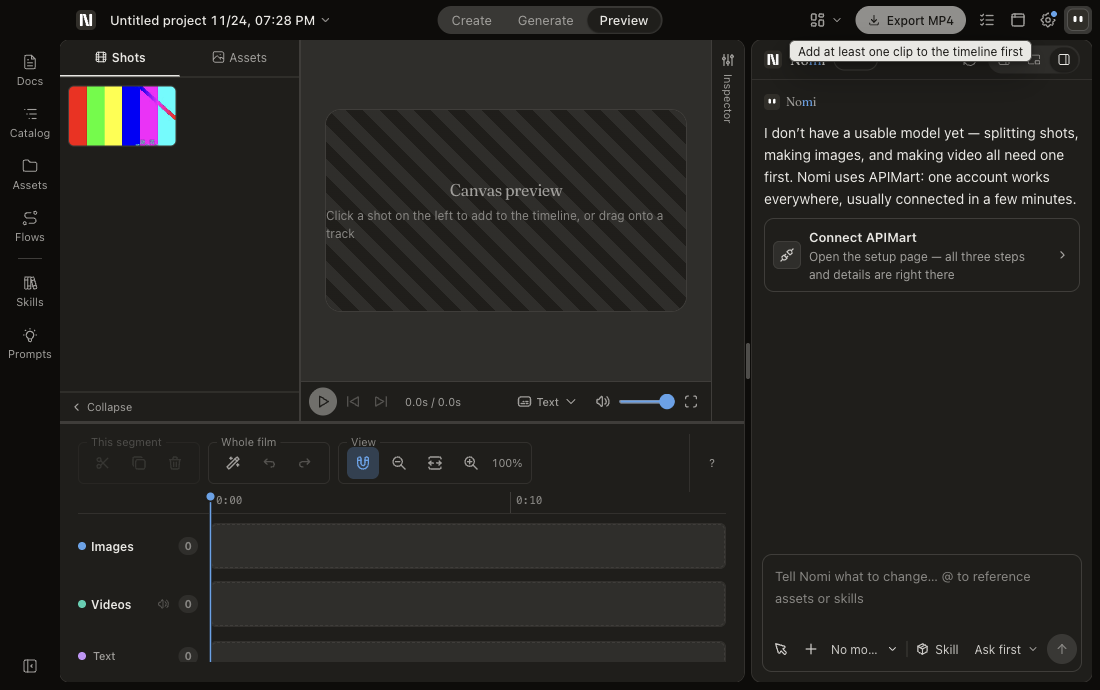 Untitled project 11/24, 07:28 PM
Create
Generate
Preview
Export MP4
Add at least one clip to the timeline first
Docs
Catalog
Assets
Flows
Skills
Prompts
Shots
Assets
Collapse
Canvas preview
Click a shot on the left to add to the timeline, or drag onto a
track
0.0s / 0.0s
Text
Inspector
This segment
Whole film
View
100%
?
0:00
0:10
Images
0
Videos
0
Text
0
Nomi
I don't have a usable model yet — splitting shots,
making images, and making video all need one
first. Nomi uses APIMart: one account works
everywhere, usually connected in a few minutes.
Connect APIMart
Open the setup page — all three steps
and details are right there
Tell Nomi what to change... @ to reference
assets or skills
No mo...
Skill
Ask first